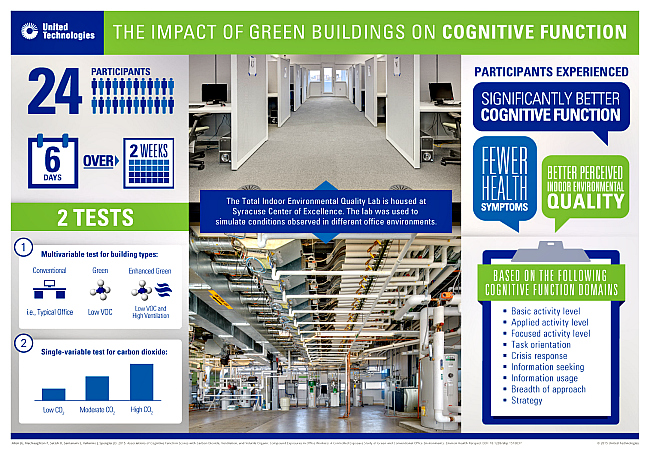 United
Technologies
THE IMPACT OF GREEN BUILDINGS ON COGNITIVE FUNCTION
24
PARTICIPANTS
6
DAYS
OVER
2 WEEKS
2 TESTS
1
Multivariable test for building types:
Conventional
Green
Enhanced Green
i.e., Typical Office
Low VOC
Low VOC and
High Ventilation
2
Single-variable test for carbon dioxide:
Low CO₂
Moderate CO₂
High CO₂
The Total Indoor Environmental Quality Lab is housed at
Syracuse Center of Excellence. The lab was used to
simulate conditions observed in different office environments.
PARTICIPANTS EXPERIENCED
SIGNIFICANTLY BETTER
COGNITIVE FUNCTION
FEWER
HEALTH
SYMPTOMS
BETTER PERCEIVED
INDOOR ENVIRONMENTAL
QUALITY
BASED ON THE FOLLOWING
COGNITIVE FUNCTION DOMAINS
Basic activity level
Applied activity level
Focused activity level
Task orientation
Crisis response
Information seeking
Information usage
Breadth of approach
Strategy
© 2015 United Technologies